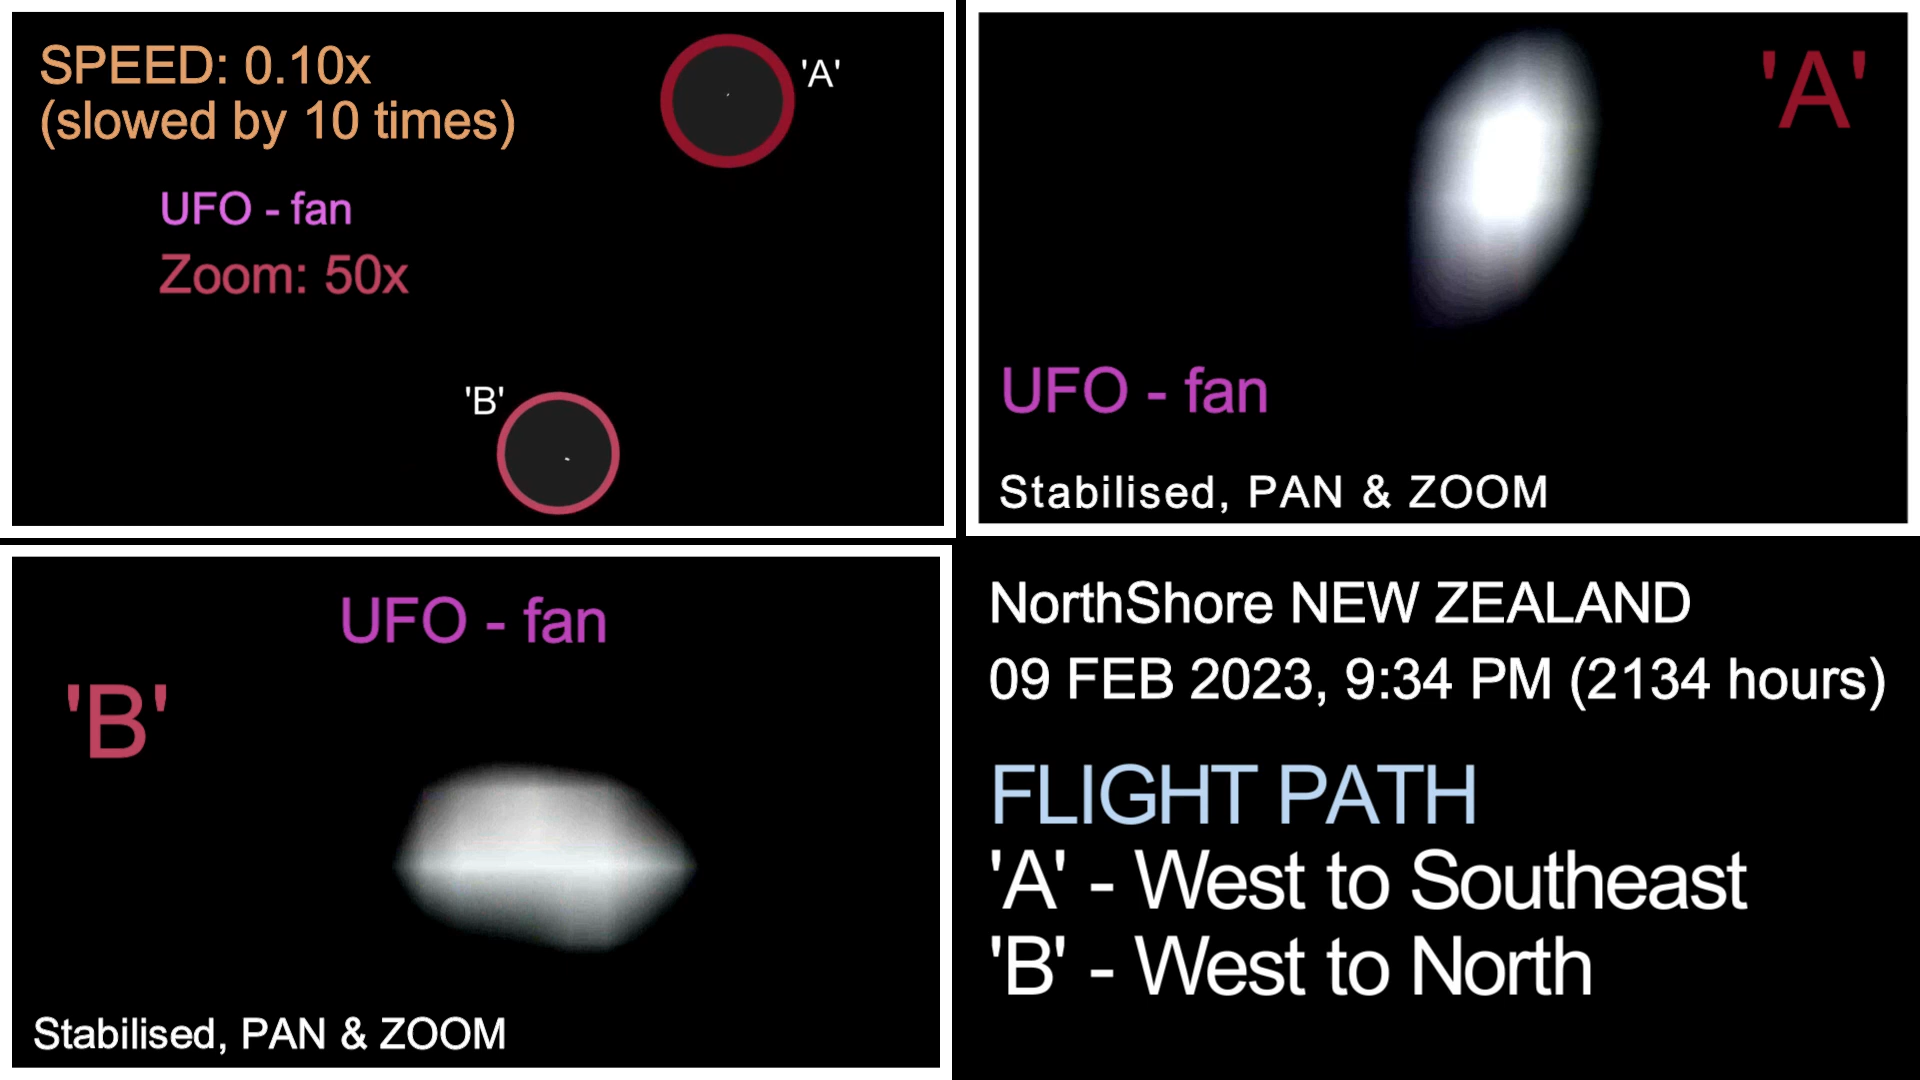 SPEED: 0.10x
(slowed by 10 times)
'A'
UFO - fan
Zoom: 50x
'B'
'A'
UFO - fan
Stabilised, PAN & ZOOM
UFO - fan
'B'
Stabilised, PAN & ZOOM
NorthShore NEW ZEALAND
09 FEB 2023, 9:34 PM (2134 hours)
FLIGHT PATH
'A' - West to Southeast
'B' - West to North